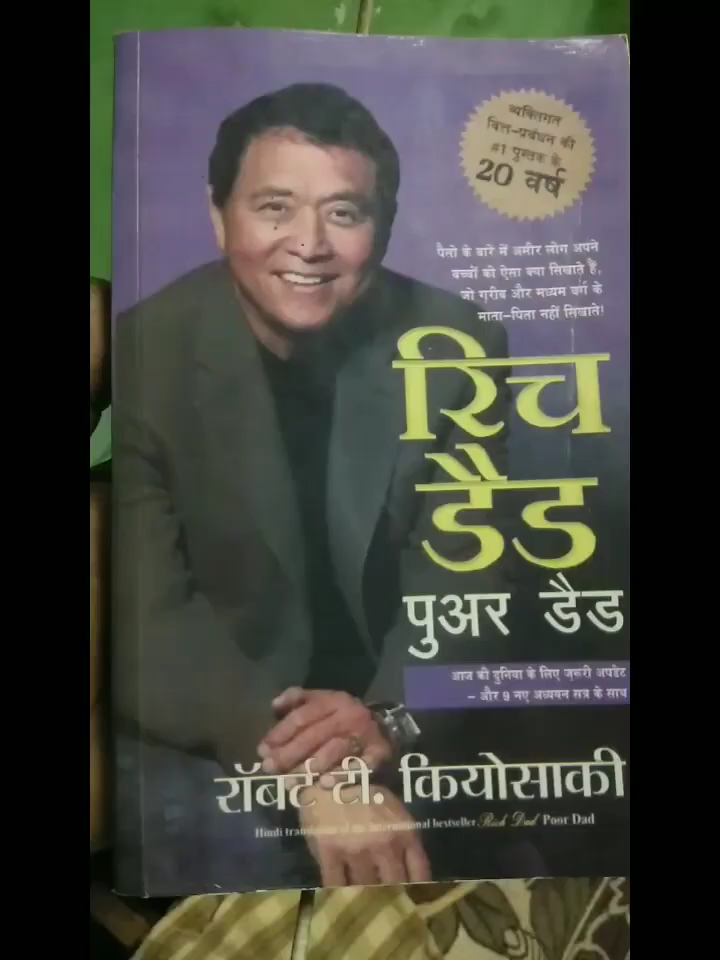 व्यक्तिगत
वित्त-प्रबंधन की
#1 पुस्तक के
20 वर्ष
पैसों के बारे में अमीर लोग अपने
बच्चों को ऐसा क्या सिखाते हैं,
जो ग़रीब और मध्यम वर्ग के
माता-पिता नहीं सिखाते!
रिच
डैड
पुअर डैड
आज की दुनिया के लिए ज़रूरी अपडेट
- और 9 नए अध्ययन सत्र के साथ
रॉबर्ट टी. कियोसाकी
Hindi translation of the international bestseller Rich Dad Poor Dad